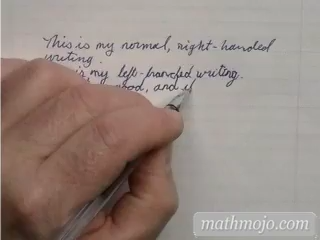 This is my normal, right-handed
writing.
is my left-handed writing.
and
mathmojo.com